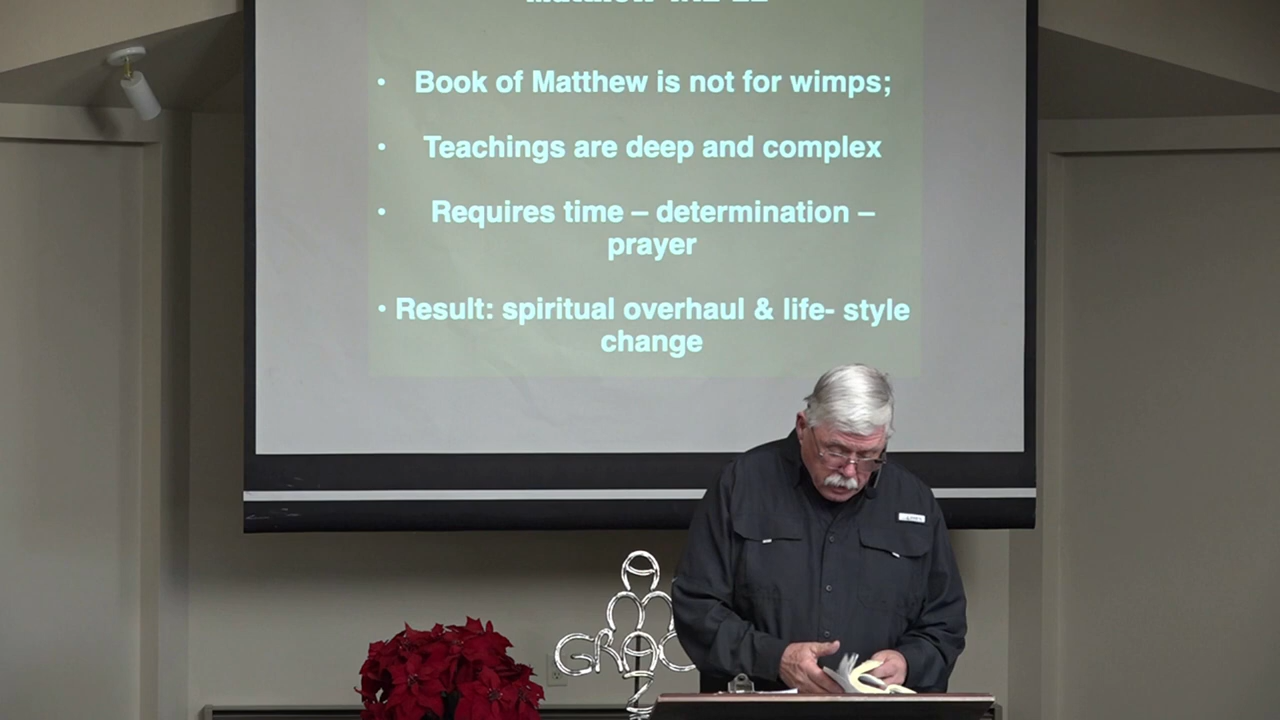 • Book of Matthew is not for wimps;
• Teachings are deep and complex
• Requires time – determination –
prayer
• Result: spiritual overhaul & life- style
change
A
GRAC